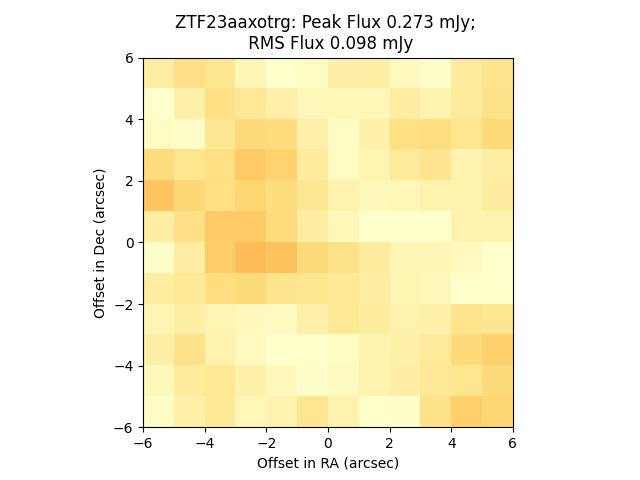 ZTF23aaxotrg: Peak Flux 0.273 mJy;
RMS Flux 0.098 mJy
6
4
2
0
−2
−4
−6
Offset in Dec (arcsec)
−6 −4 −2 0 2 4 6
Offset in RA (arcsec)